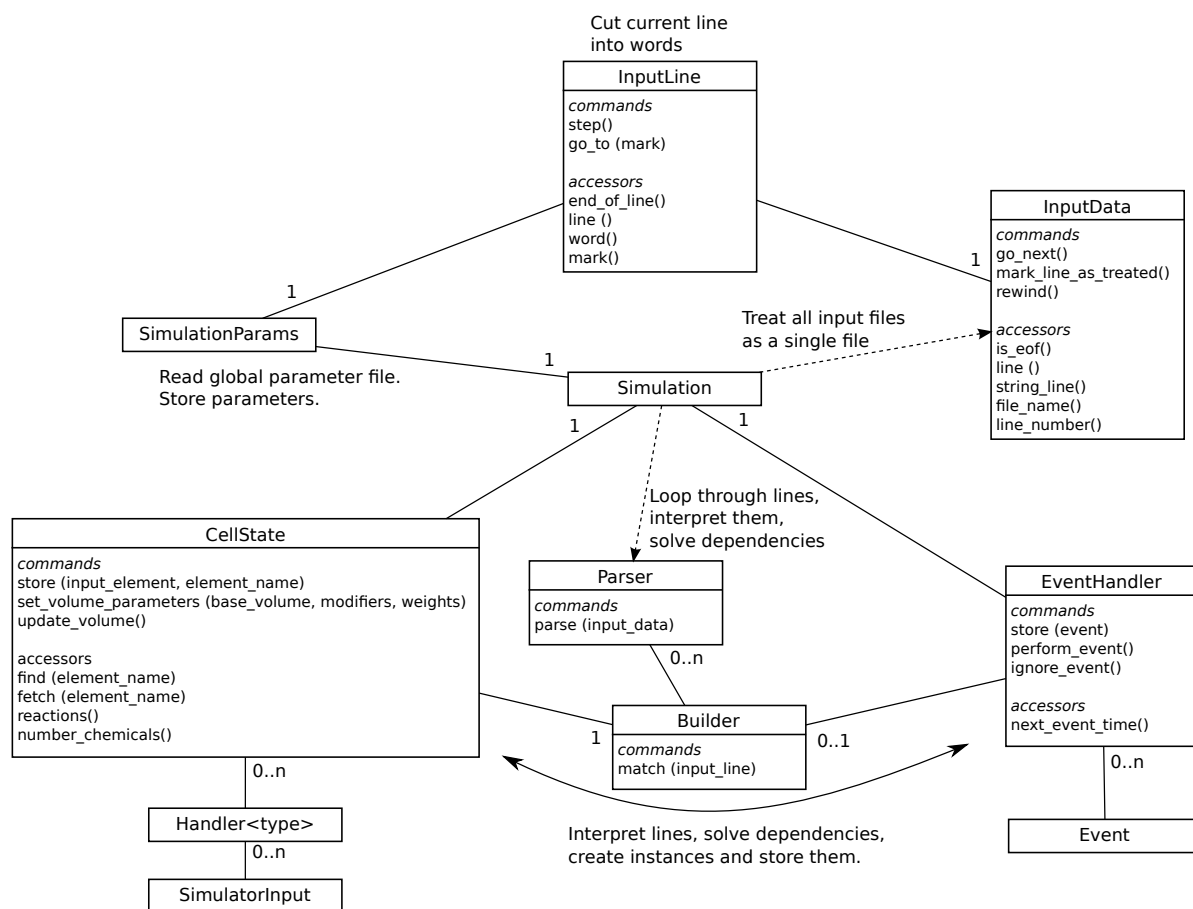 Cut current line
into words
InputLine
commands
step()
go_to (mark)
accessors
end_of_line()
line ()
word()
mark()
InputData
commands
go_next()
mark_line_as_treated()
rewind()
accessors
is_eof()
line ()
string_line()
file_name()
line_number()
1
1
SimulationParams
Read global parameter file.
Store parameters.
Treat all input files
as a single file
1
Simulation
1
1
Loop through lines,
interpret them,
solve dependencies
CellState
commands
store (input_element, element_name)
set_volume_parameters (base_volume, modifiers, weights)
update_volume()
accessors
find (element_name)
fetch (element_name)
reactions()
number_chemicals()
Parser
commands
parse (input_data)
0..n
EventHandler
commands
store (event)
perform_event()
ignore_event()
accessors
next_event_time()
1
Builder
commands
match (input_line)
0..1
0..n
0..n
Handler<type>
0..n
SimulatorInput
Interpret lines, solve dependencies,
create instances and store them.
Event